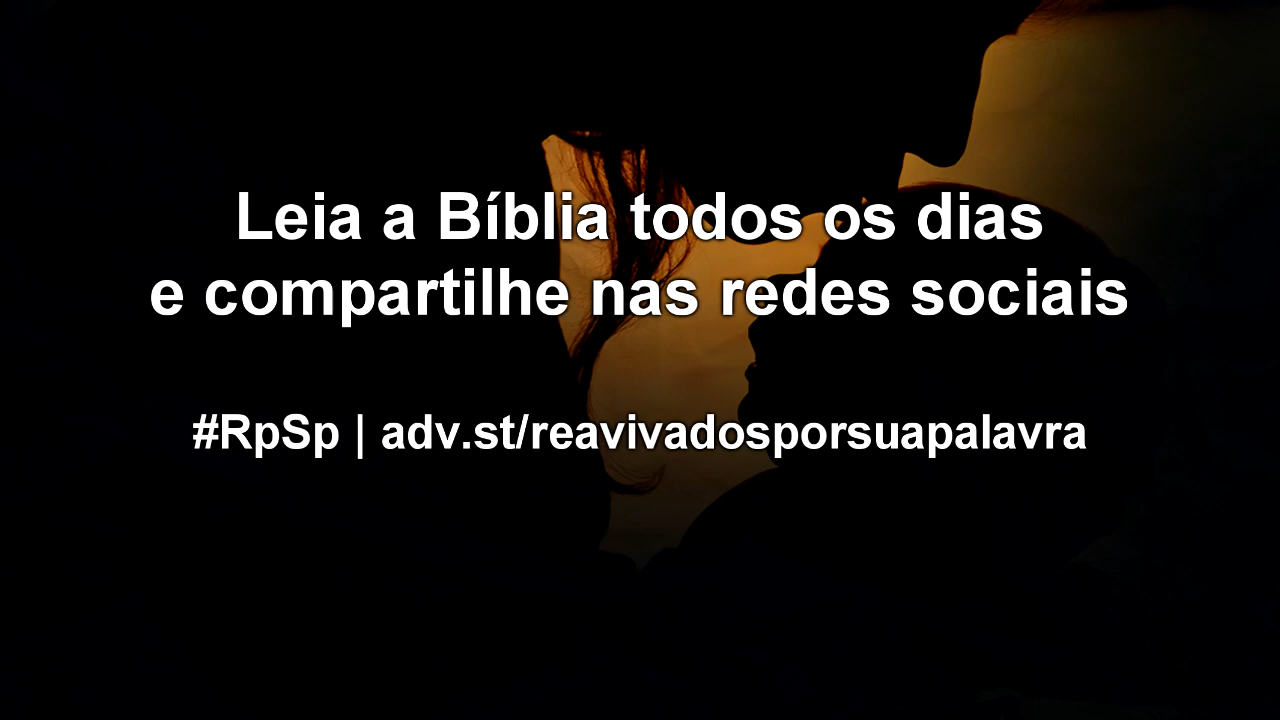 Leia a Bíblia todos os dias
e compartilhe nas redes sociais
#RpSp | adv.st/reavivadosporsuapalavra